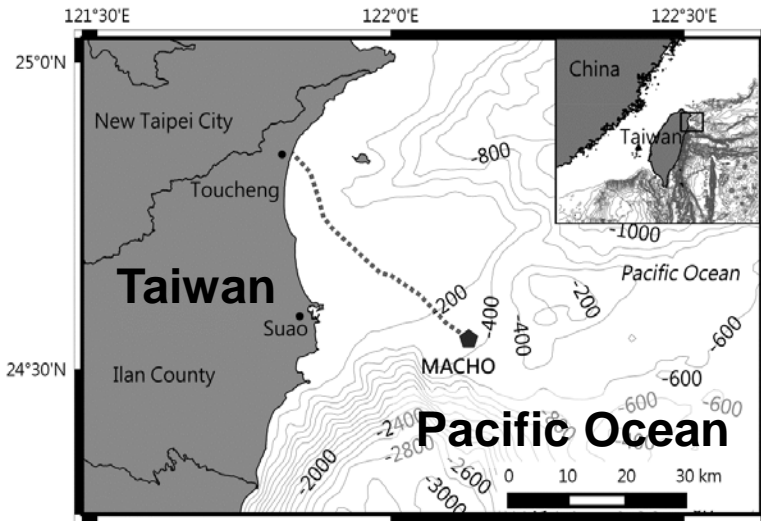 121°30'E
122°0'E
122°30'E
25°0'N
24°30'N
China
Taiwan
New Taipei City
Toucheng
-800
-1000
Pacific Ocean
Taiwan
-200
-400
-200
-400
-600
Suao
MACHO
-600
Ilan County
-600
-600
-2400
-2800
Pacific Ocean
-2000
-2600
-3000
0 10 20 30 km